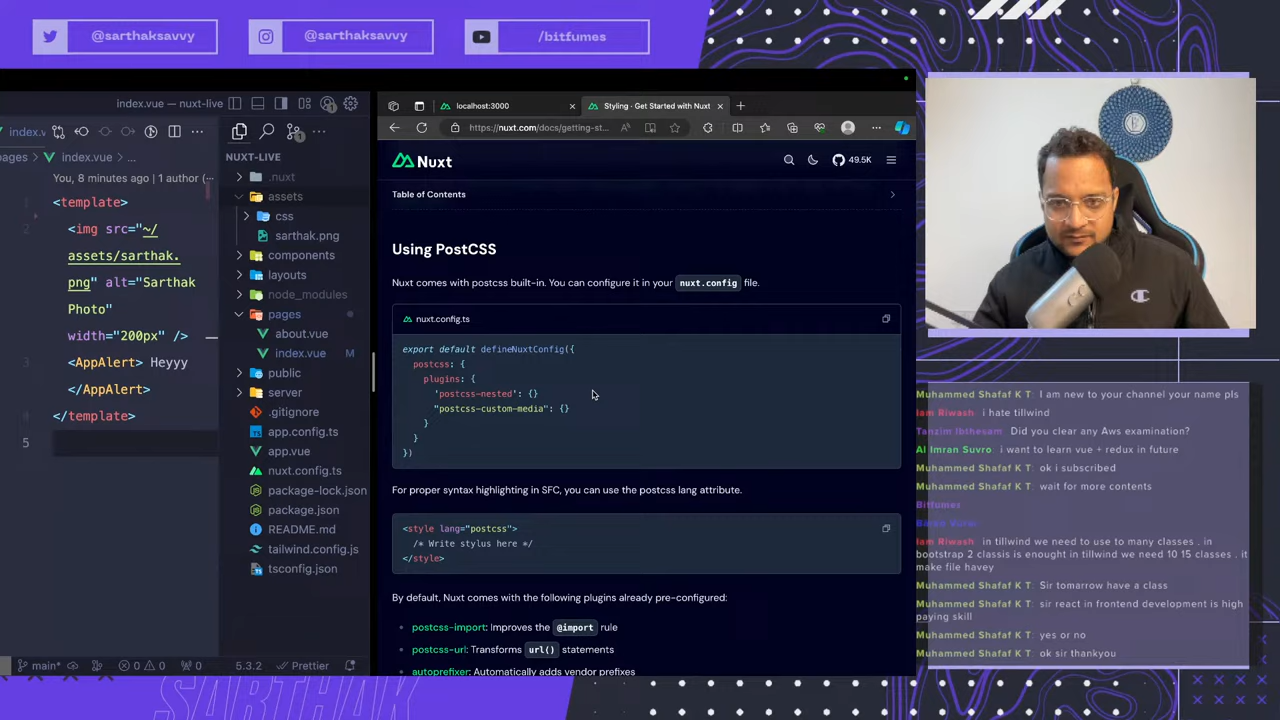 @sarthaksavvy
@sarthaksavvy
/bitfumes
index.vue — nuxt-live
localhost:3000
Styling · Get Started with Nuxt
index.v
https://nuxt.com/docs/getting-st...
pages
index.vue
...
NUXT-LIVE
Nuxt
49.5K
You, 8 minutes ago | 1 author (
.nuxt
1
<template>
assets
Table of Contents
2
<img src="~/
css
assets/sarthak.
sarthak.png
png" alt="Sarthak
components
Photo"
layouts
width="200px" />
node_modules
3
<AppAlert> Heyyy
pages
</AppAlert>
about.vue
</template>
index.vue
M
5
public
server
.gitignore
app.config.ts
app.vue
nuxt.config.ts
package-lock.json
package.json
README.md
tailwind.config.js
tsconfig.json
main*
0
0
0
5.3.2
Prettier
Using PostCSS
Nuxt comes with postcss built-in. You can configure it in your nuxt.config file.
nuxt.config.ts
export default defineNuxtConfig({
postcss: {
plugins: {
'postcss-nested': {}
"postcss-custom-media": {}
}
}
})
For proper syntax highlighting in SFC, you can use the postcss lang attribute.
<style lang="postcss">
/* Write stylus here */
</style>
By default, Nuxt comes with the following plugins already pre-configured:
postcss-import: Improves the @import rule
postcss-url: Transforms url() statements
autoprefixer: Automatically adds vendor prefixes
Muhammed Shafaf K T: I am new to your channel your name pls
Iam Riwash: i hate tillwind
Tanzim Ibthesam: Did you clear any Aws examination?
Al Imran Suvro: i want to learn vue + redux in future
Muhammed Shafaf K T: ok i subscribed
Muhammed Shafaf K T: wait for more contents
Bitfumes
Iam Riwash: in tillwind we need to use to many classes . in
bootstrap 2 classis is enought in tillwind we need 10 15 classes . it
make file havey
Muhammed Shafaf K T: Sir tomarrow have a class
Muhammed Shafaf K T: sir react in frontend development is high
paying skill
Muhammed Shafaf K T: yes or no
Muhammed Shafaf K T: ok sir thankyou
SARTHAK